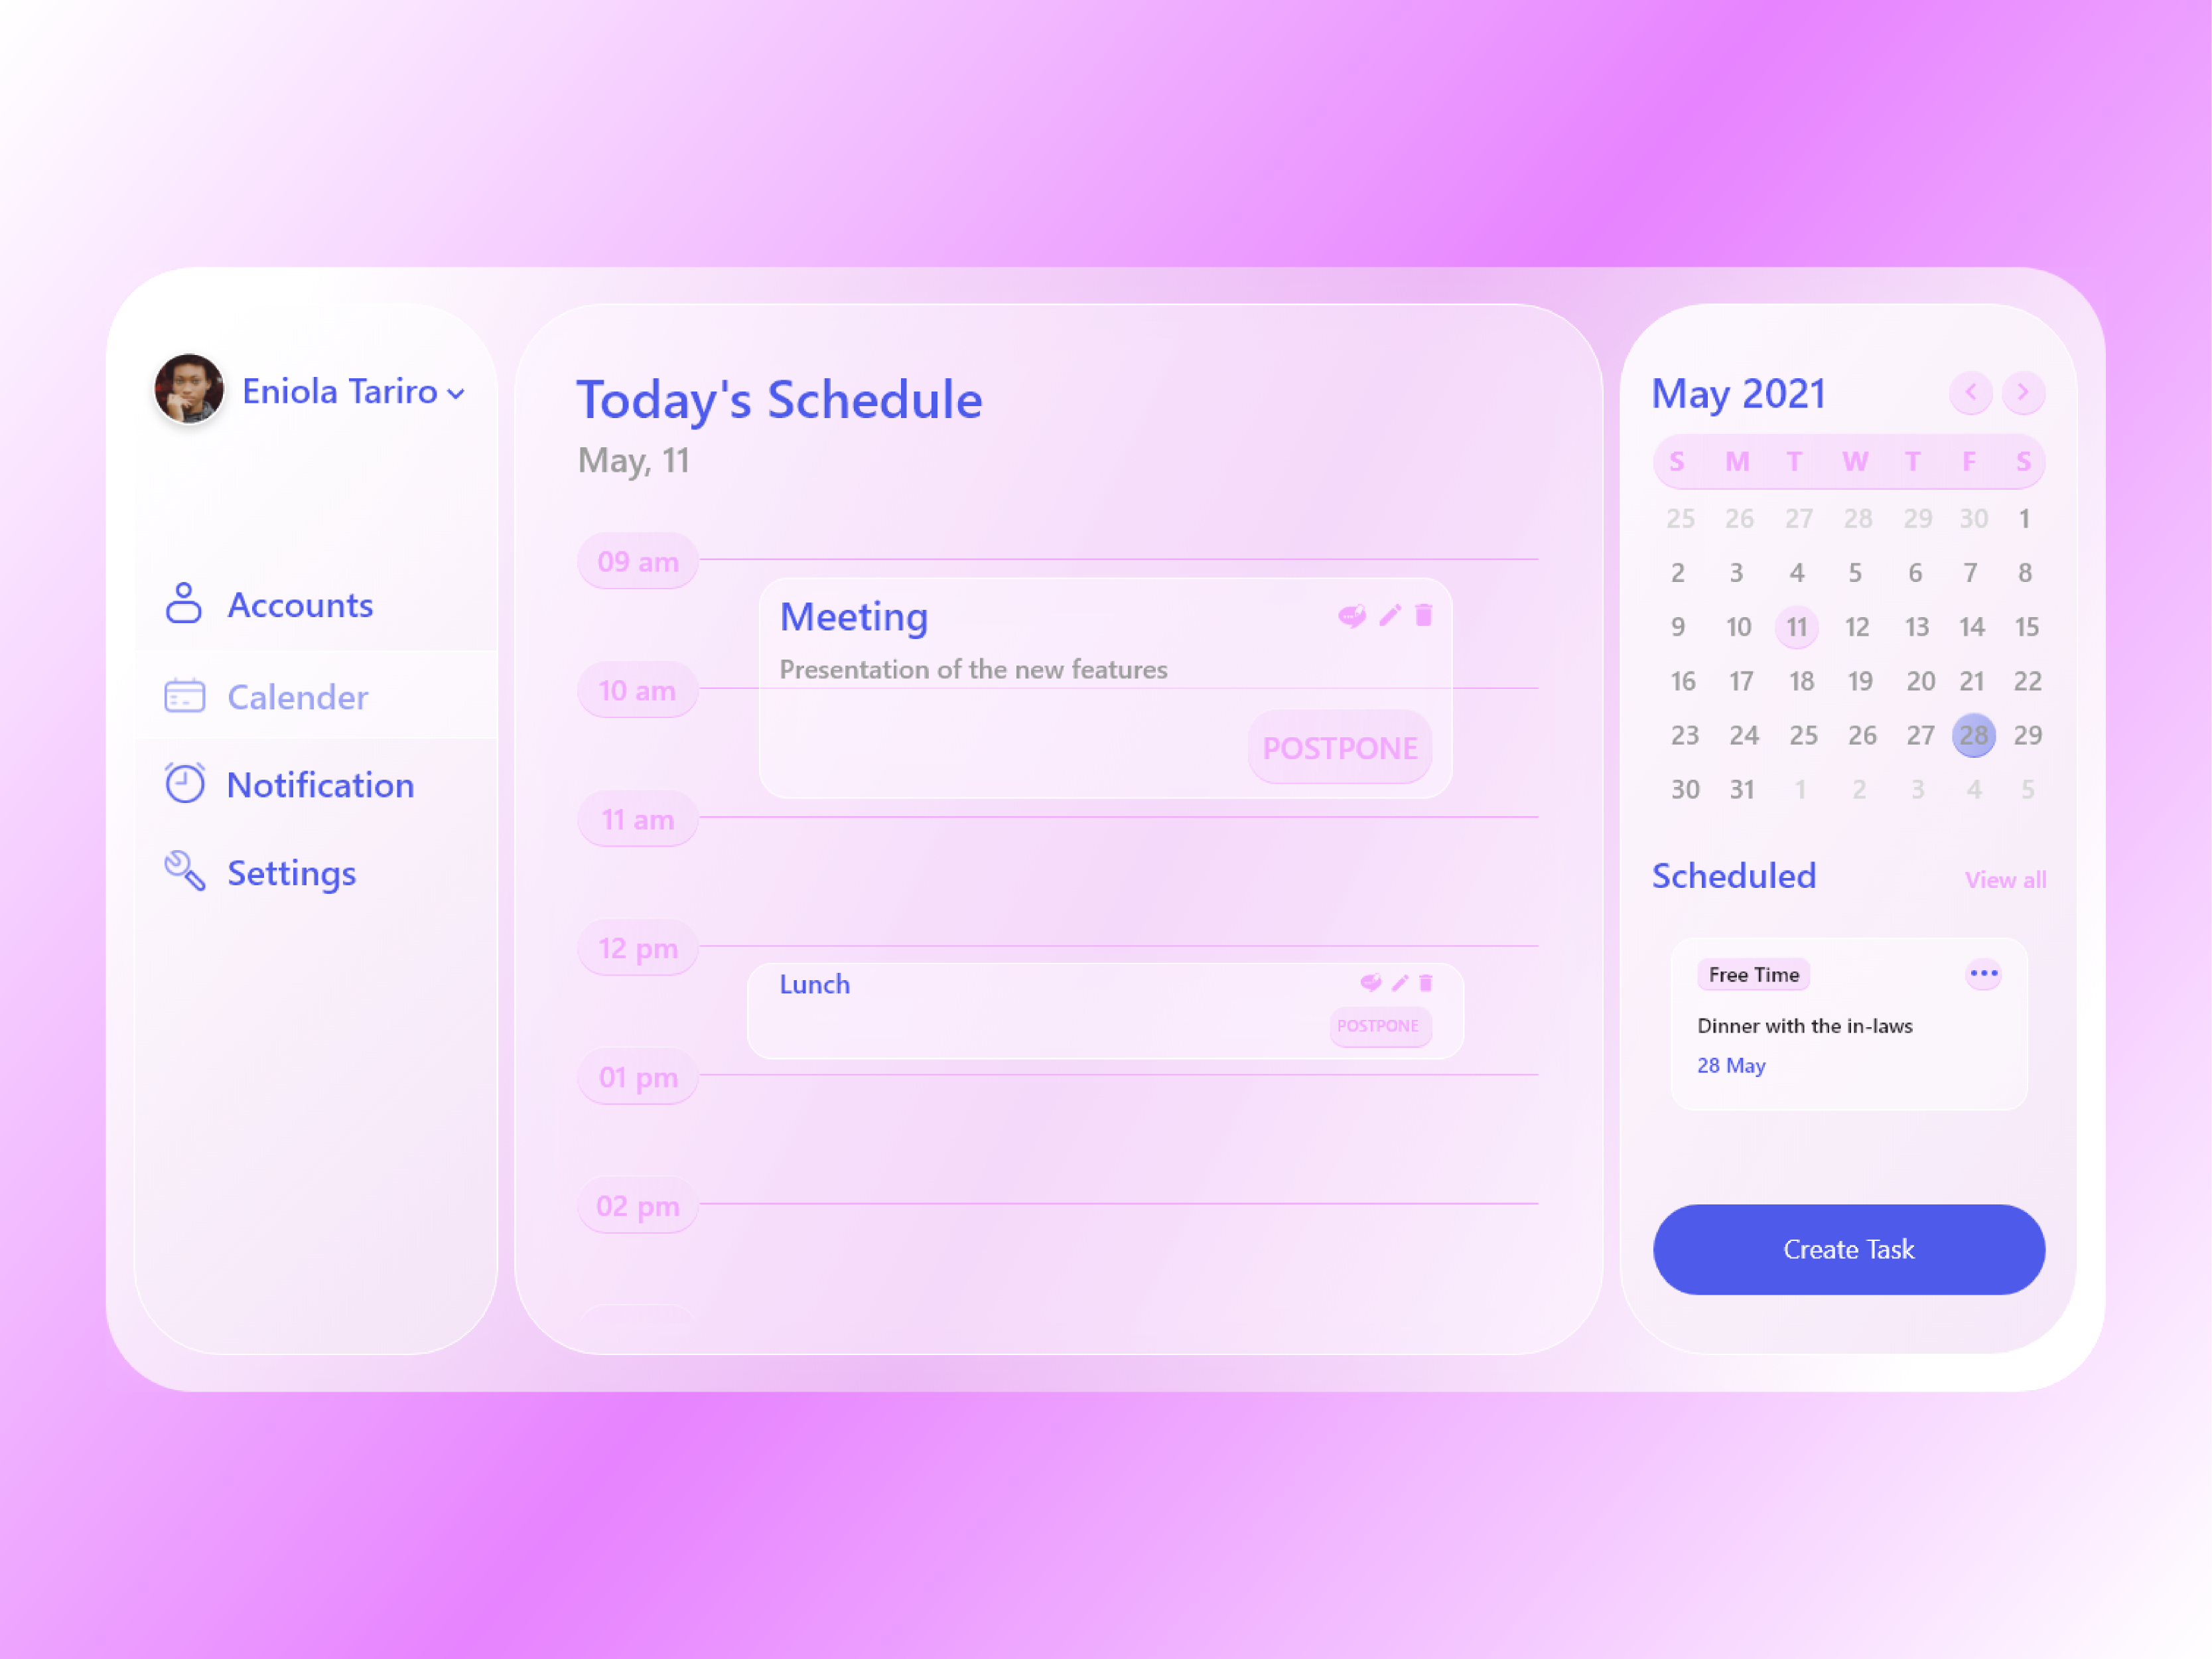 Eniola Tariro
Accounts
Calender
Notification
Settings
Today's Schedule
May, 11
09 am
Meeting
Presentation of the new features
10 am
POSTPONE
11 am
12 pm
Lunch
POSTPONE
01 pm
02 pm
May 2021
S M T W T F S
25 26 27 28 29 30 1
2 3 4 5 6 7 8
9 10 11 12 13 14 15
16 17 18 19 20 21 22
23 24 25 26 27 28 29
30 31 1 2 3 4 5
Scheduled View all
Free Time
Dinner with the in-laws
28 May
Create Task